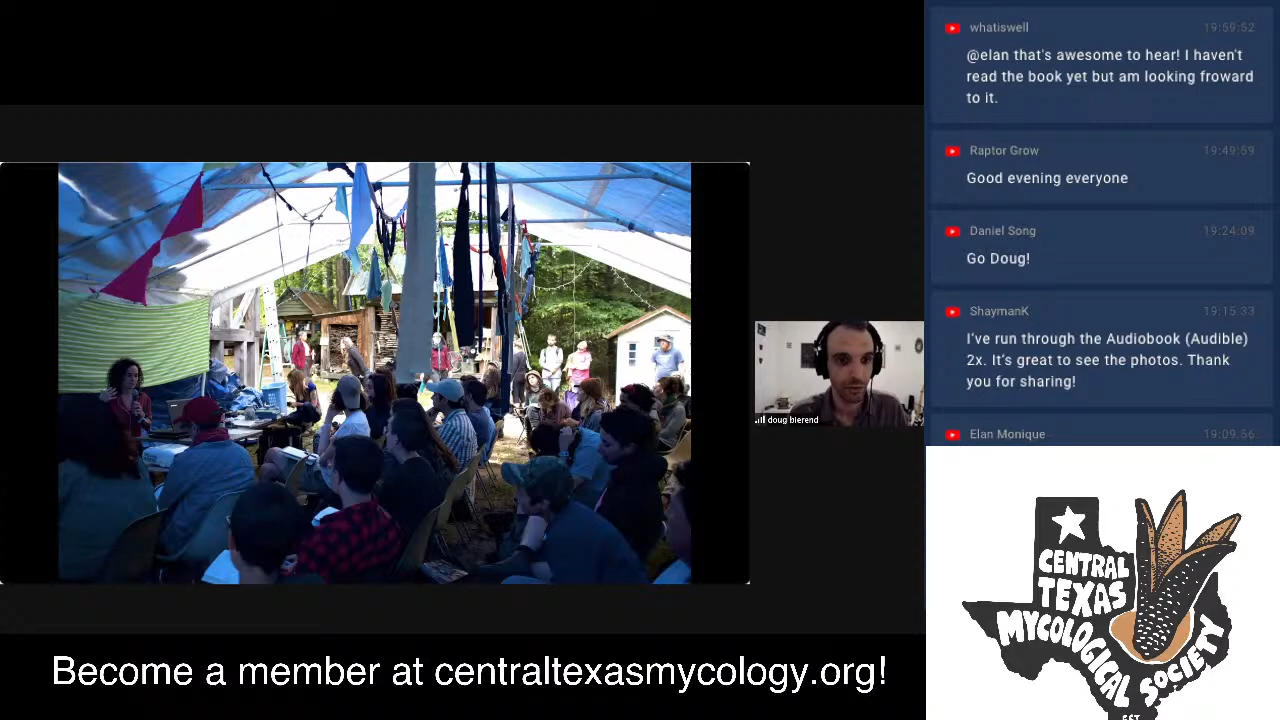 whatiswell
19:59:52
@elan that's awesome to hear! I haven't
read the book yet but am looking froward
to it.
Raptor Grow
19:49:59
Good evening everyone
Daniel Song
19:24:09
Go Doug!
ShaymanK
19:15:33
I've run through the Audiobook (Audible)
2x. It's great to see the photos. Thank
you for sharing!
Elan Monique
19:09:56
doug bierend
CENTRAL
TEXAS
MYCOLOGICAL
SOCIETY
EST
Become a member at centraltexasmycology.org!